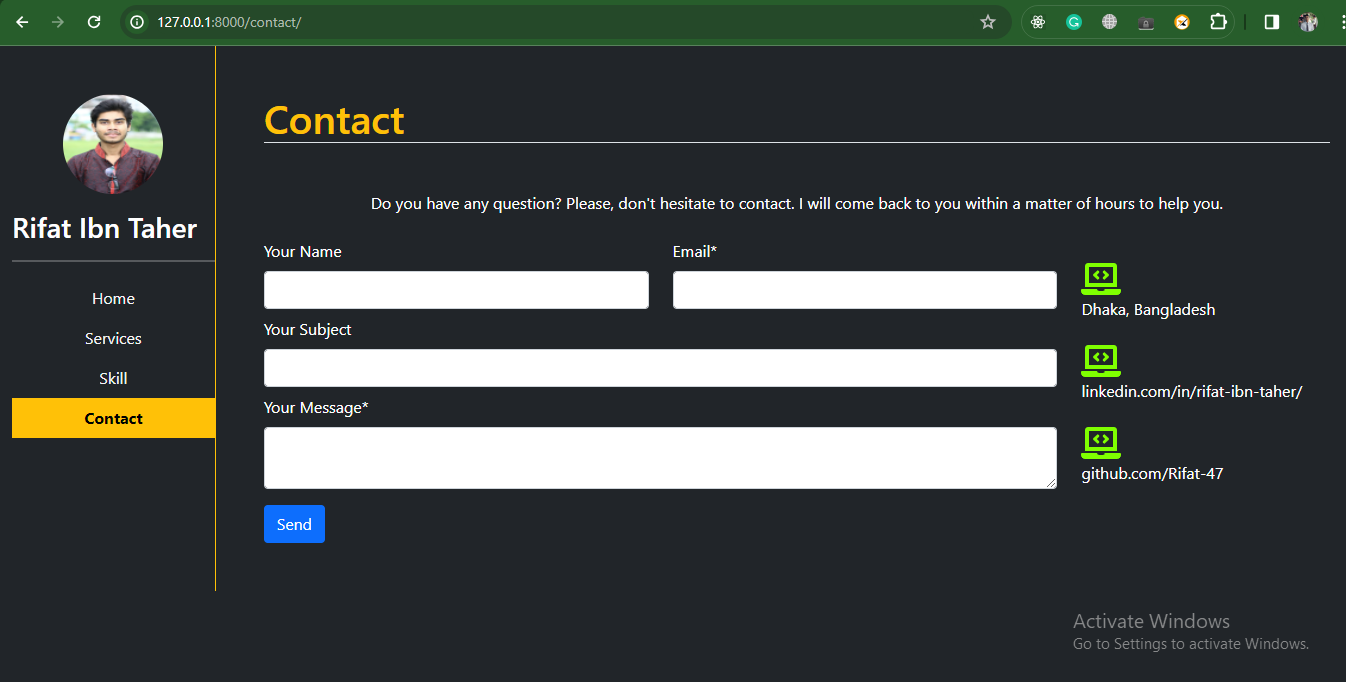 127.0.0.1:8000/contact/
Rifat Ibn Taher
Home
Services
Skill
Contact
Contact
Do you have any question? Please, don't hesitate to contact. I will come back to you within a matter of hours to help you.
Your Name
Email*
Your Subject
Your Message*
Send
Dhaka, Bangladesh
linkedin.com/in/rifat-ibn-taher/
github.com/Rifat-47
Activate Windows
Go to Settings to activate Windows.